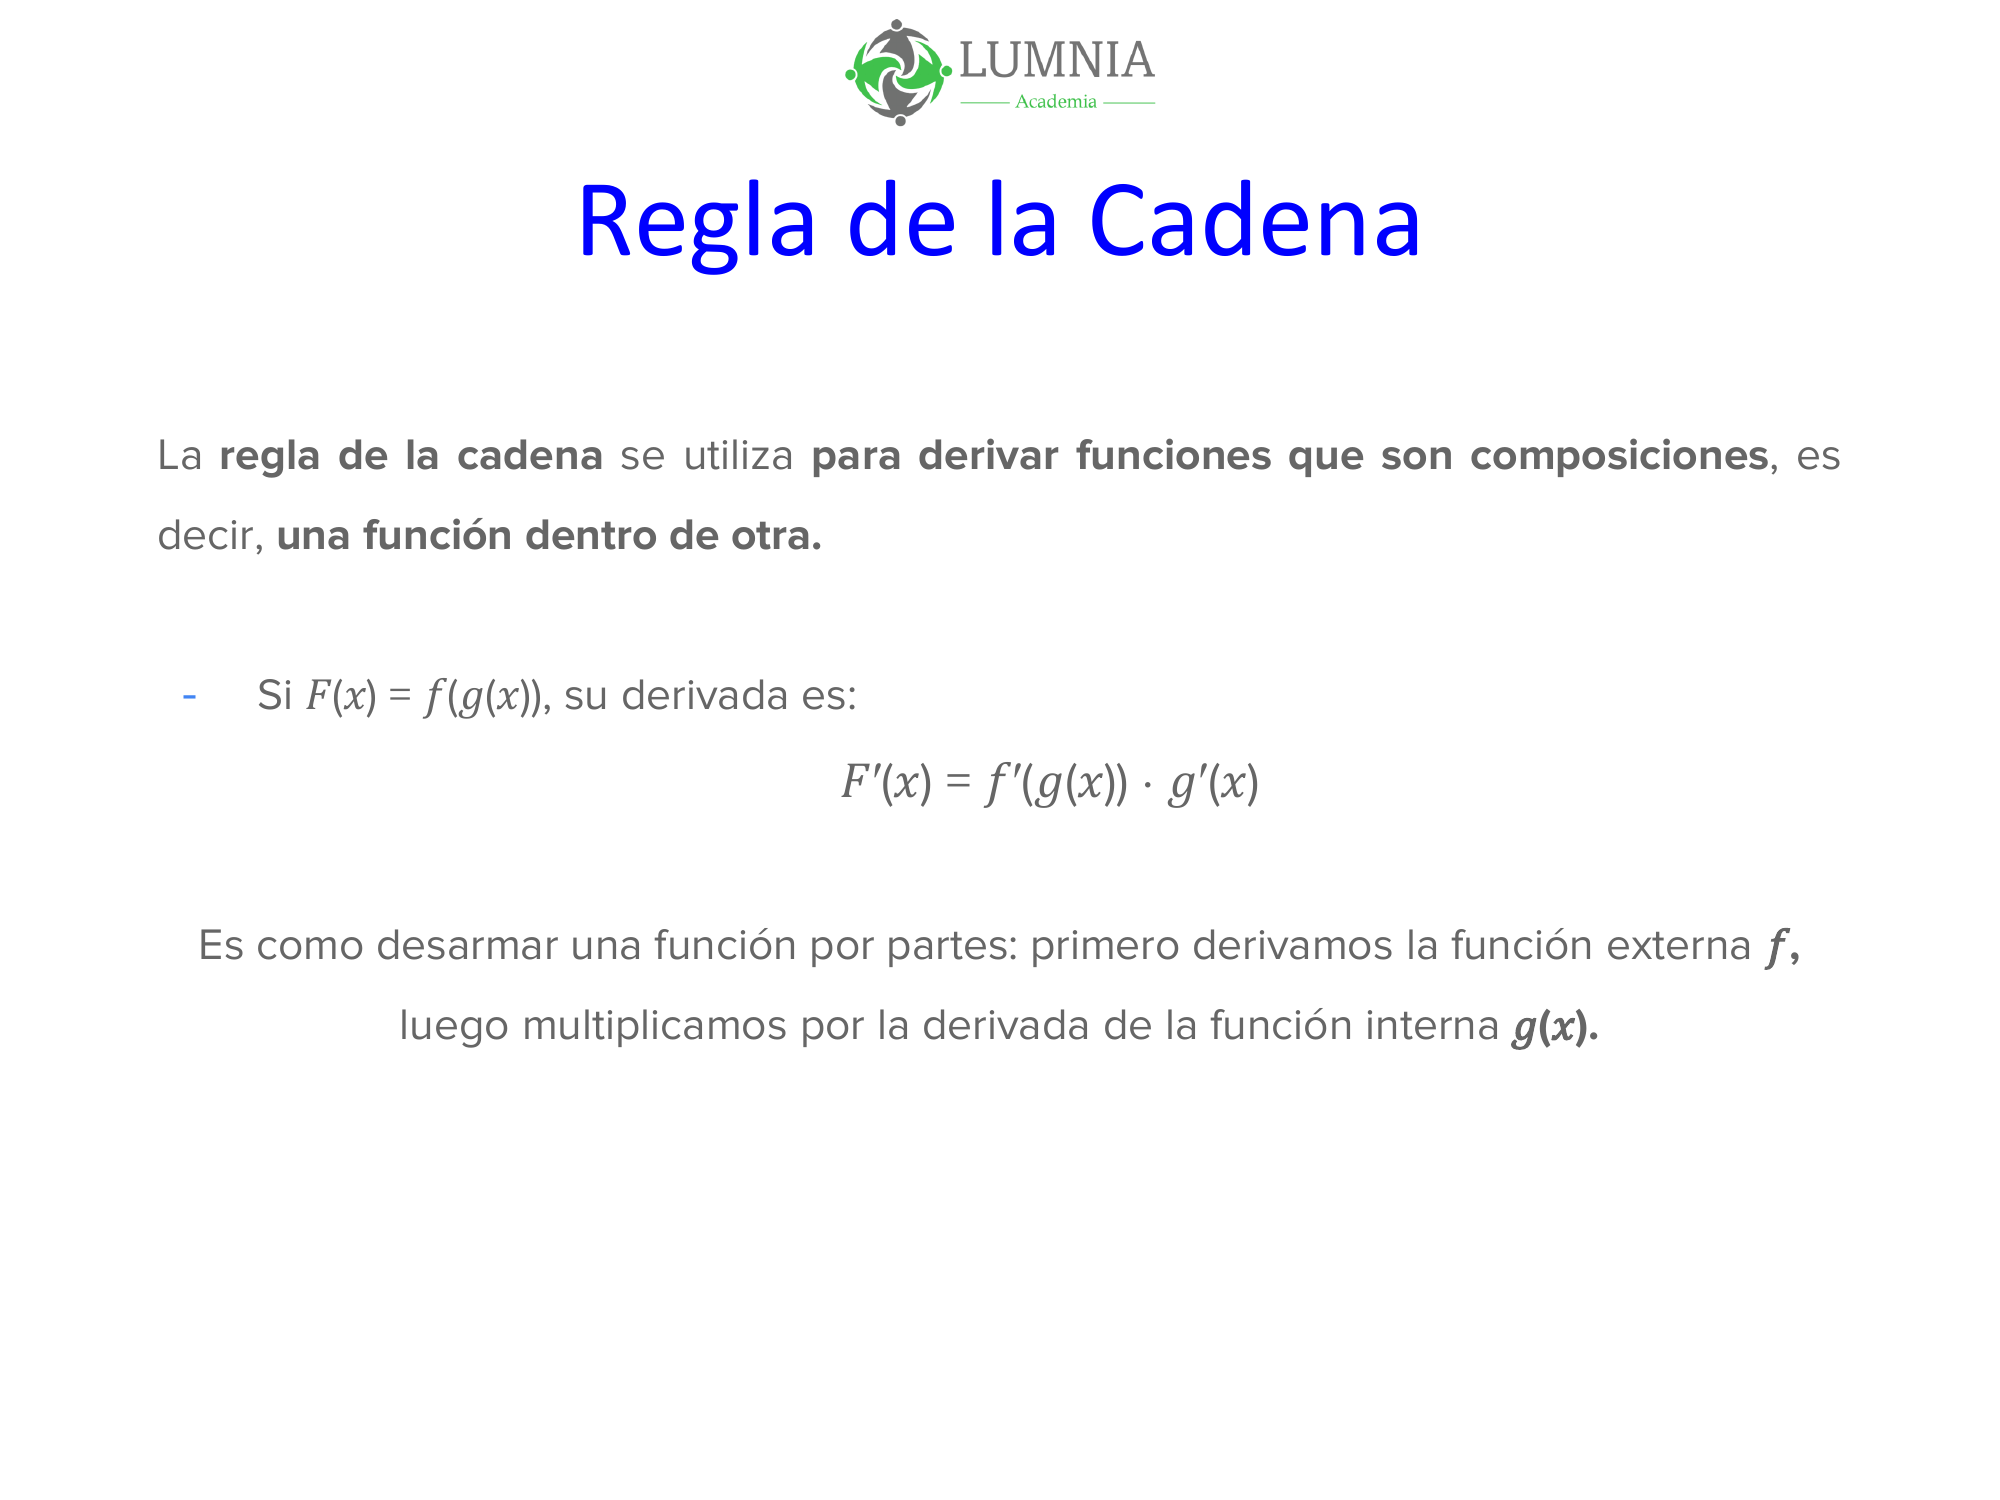 LUMNIA
Academia
Regla de la Cadena
La regla de la cadena se utiliza para derivar funciones que son composiciones, es
decir, una función dentro de otra.
- Si F(x) = f(g(x)), su derivada es:
F′(x) = f′(g(x)) · g′(x)
Es como desarmar una función por partes: primero derivamos la función externa f,
luego multiplicamos por la derivada de la función interna g(x).